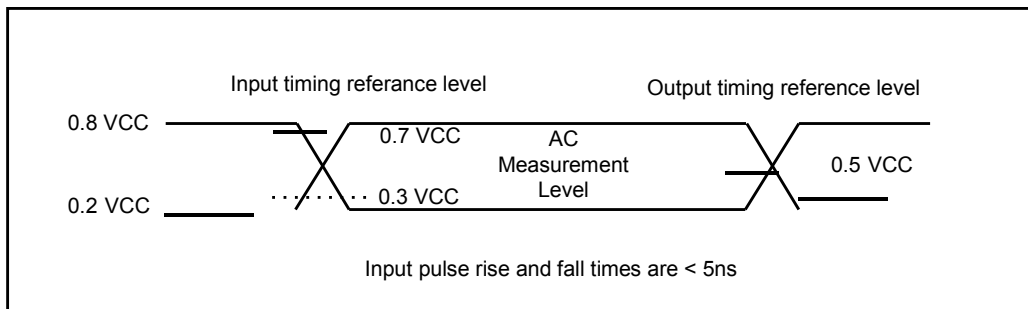 Input timing referance level
Output timing reference level
0.8 VCC
0.7 VCC
AC
Measurement
Level
0.5 VCC
0.2 VCC
0.3 VCC
Input pulse rise and fall times are < 5ns